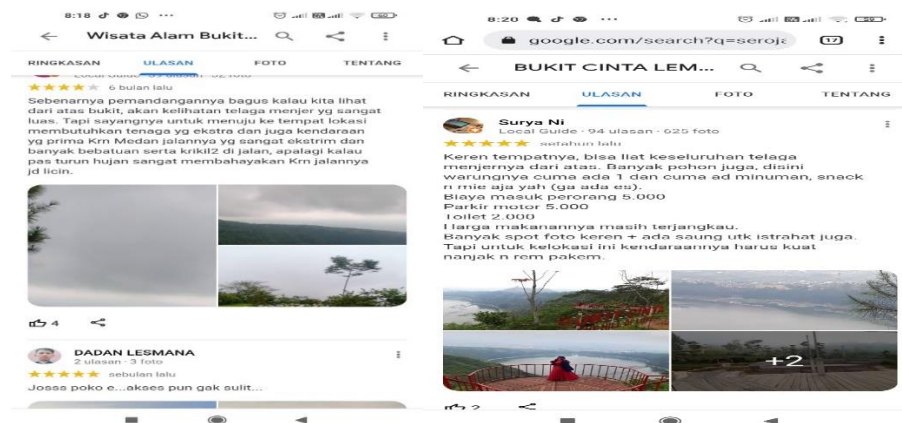 8:18
Wisata Alam Bukit...
RINGKASAN ULASAN FOTO TENTANG
6 bulan lalu
Sebenarnya pemandangannya bagus kalau kita lihat
dari atas bukit, akan kelihatan telaga menjer yg sangat
luas. Tapi sayangnya untuk menuju ke tempat lokasi
membutuhkan tenaga yg ekstra dan juga kendaraan
yg prima Krn Medan jalannya yg sangat ekstrim dan
banyak bebatuan serta krikil2 di jalan, apalagi kalau
pas turun hujan sangat membahayakan Krn jalannya
jd licin.
4
DADAN LESMANA
2 ulasan · 3 foto
sebulan lalu
Josss poko e...akses pun gak sulit...
8:20
google.com/search?q=seroja
17
BUKIT CINTA LEM...
RINGKASAN ULASAN FOTO TENTANG
Surya Ni
Local Guide · 94 ulasan · 625 foto
setahun lalu
Keren tempatnya, bisa liat keseluruhan telaga
menjernya dari atas. Banyak pohon juga, disini
warungnya cuma ada 1 dan cuma ad minuman, snack
n mie aja yah (ga ada es).
Biaya masuk perorang 5.000
Parkir motor 5.000
Toilet 2.000
Harga makanannya masih terjangkau.
Banyak spot foto keren + ada saung utk istrahat juga.
Tapi untuk kelokasi ini kendaraannya harus kuat
nanjak n rem pakem.
+2
2